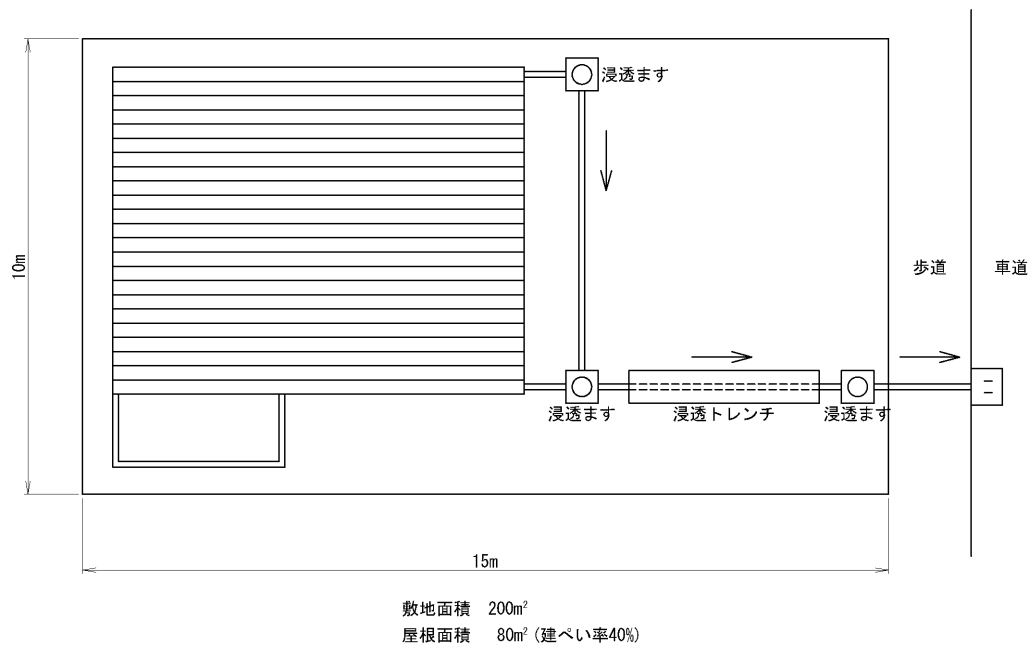 浸透ます
10m
歩道
車道
浸透ます
浸透トレンチ
浸透ます
15m
敷地面積 200m²
屋根面積 80m² (建ぺい率40%)